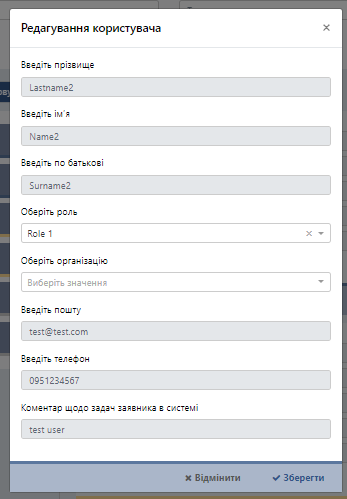 Редагування користувача
×
Введіть прізвище
Lastname2
Введіть ім'я
Name2
Введіть по батькові
Surname2
Оберіть роль
Role 1
×
Оберіть організацію
Виберіть значення
Введіть пошту
test@test.com
Введіть телефон
0951234567
Коментар щодо задач заявника в системі
test user
Відмінити
Зберегти